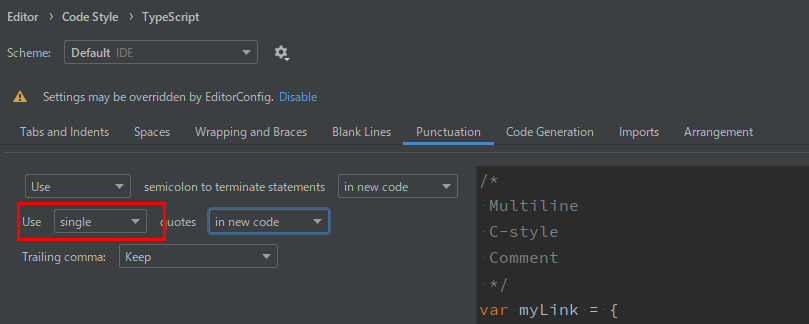 Editor > Code Style > TypeScript
Scheme: Default IDE
Settings may be overridden by EditorConfig. Disable
Tabs and Indents Spaces Wrapping and Braces Blank Lines Punctuation Code Generation Imports Arrangement
Use semicolon to terminate statements in new code
Use single quotes in new code
Trailing comma: Keep
/*
Multiline
C-style
Comment
*/
var myLink = {